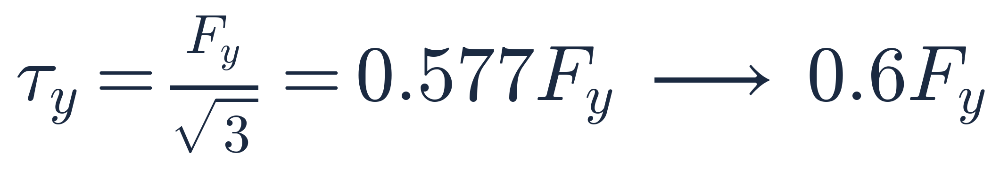 τ_y = F_y/√3 = 0.577F_y ⟶ 0.6F_y